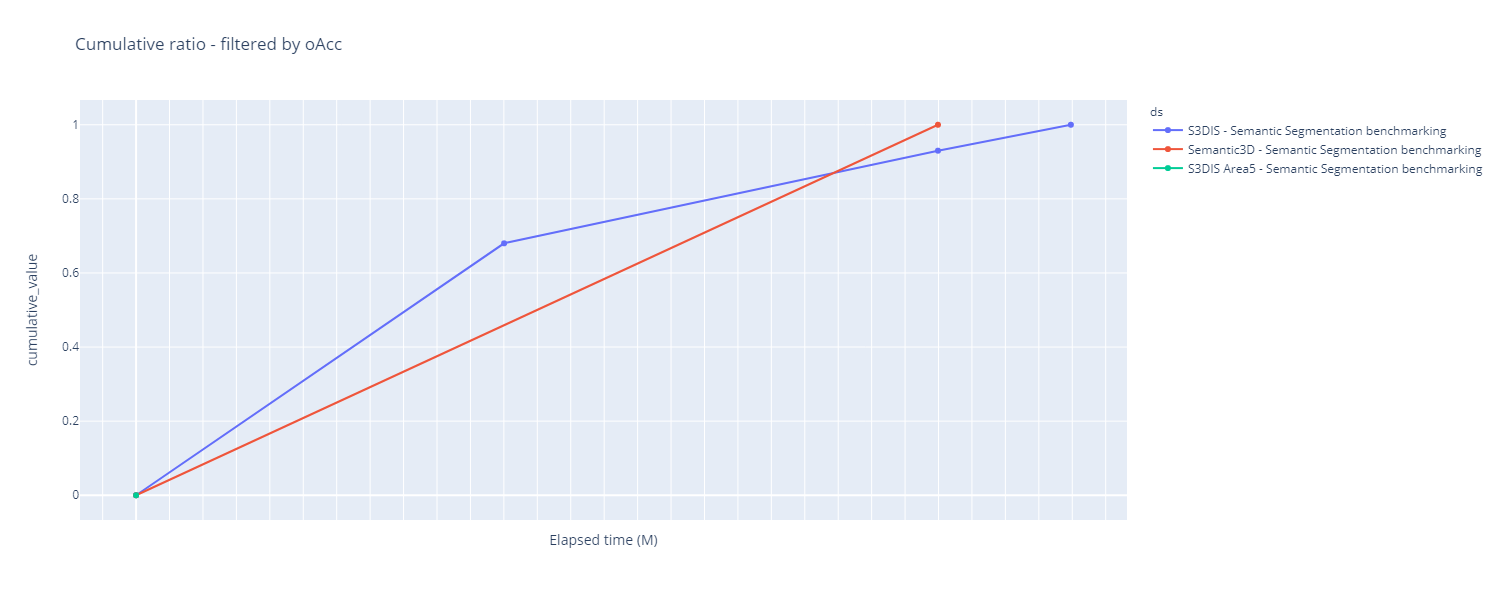 Cumulative ratio - filtered by oAcc
ds
S3DIS - Semantic Segmentation benchmarking
Semantic3D - Semantic Segmentation benchmarking
S3DIS Area5 - Semantic Segmentation benchmarking
cumulative_value
1
0.8
0.6
0.4
0.2
0
Elapsed time (M)